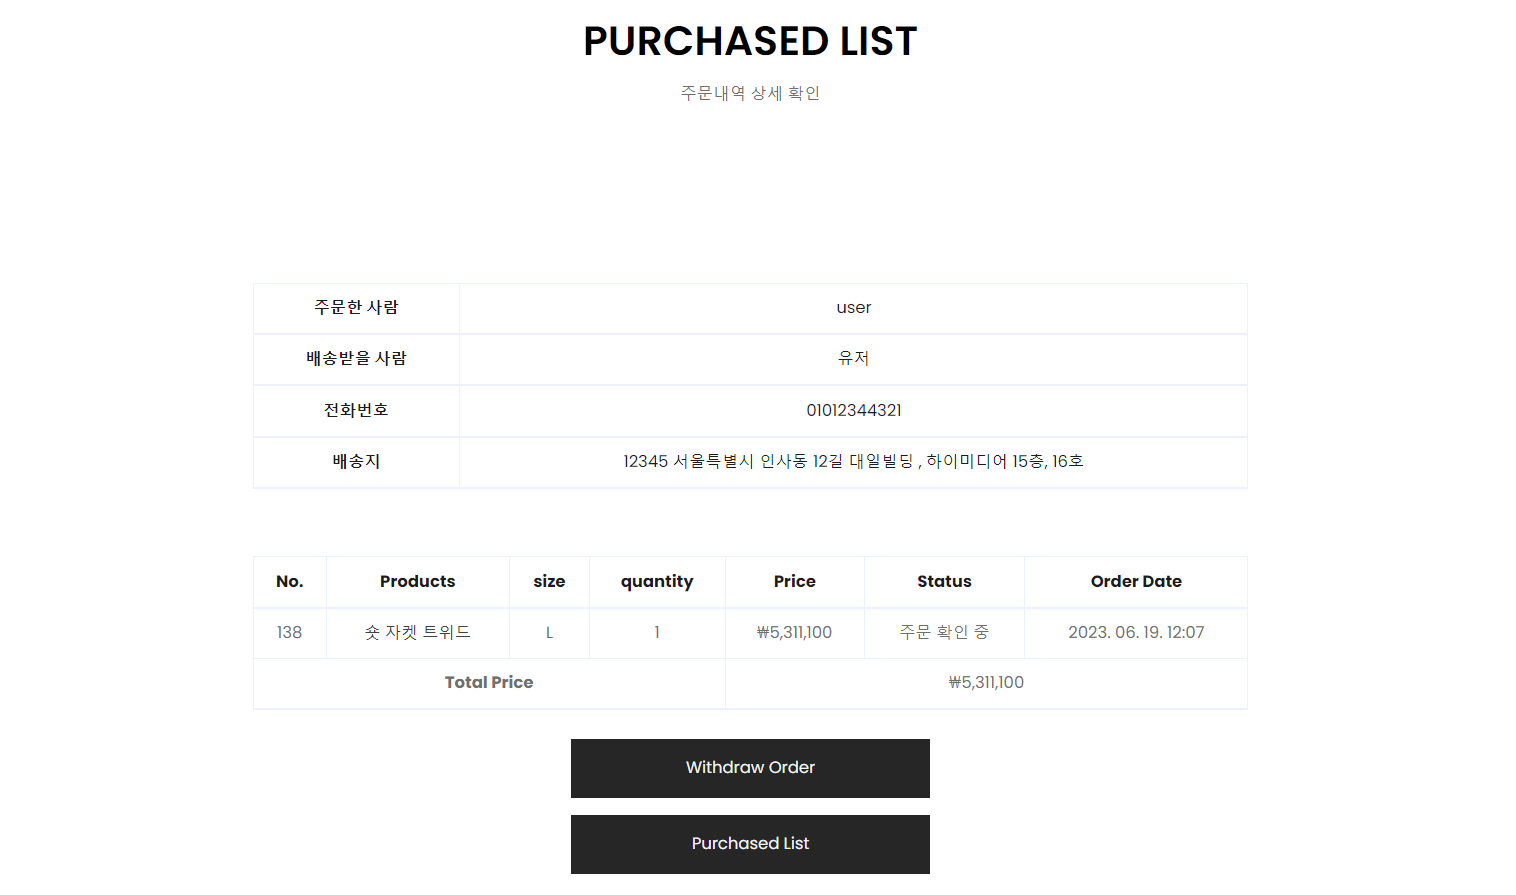 PURCHASED LIST
주문내역 상세 확인
주문한 사람 user
배송받을 사람 유저
전화번호 01012344321
배송지 12345 서울특별시 인사동 12길 대일빌딩 , 하이미디어 15층, 16호
No. Products size quantity Price Status Order Date
138 숏 자켓 트위드 L 1 ₩5,311,100 주문 확인 중 2023. 06. 19. 12:07
Total Price ₩5,311,100
Withdraw Order
Purchased List